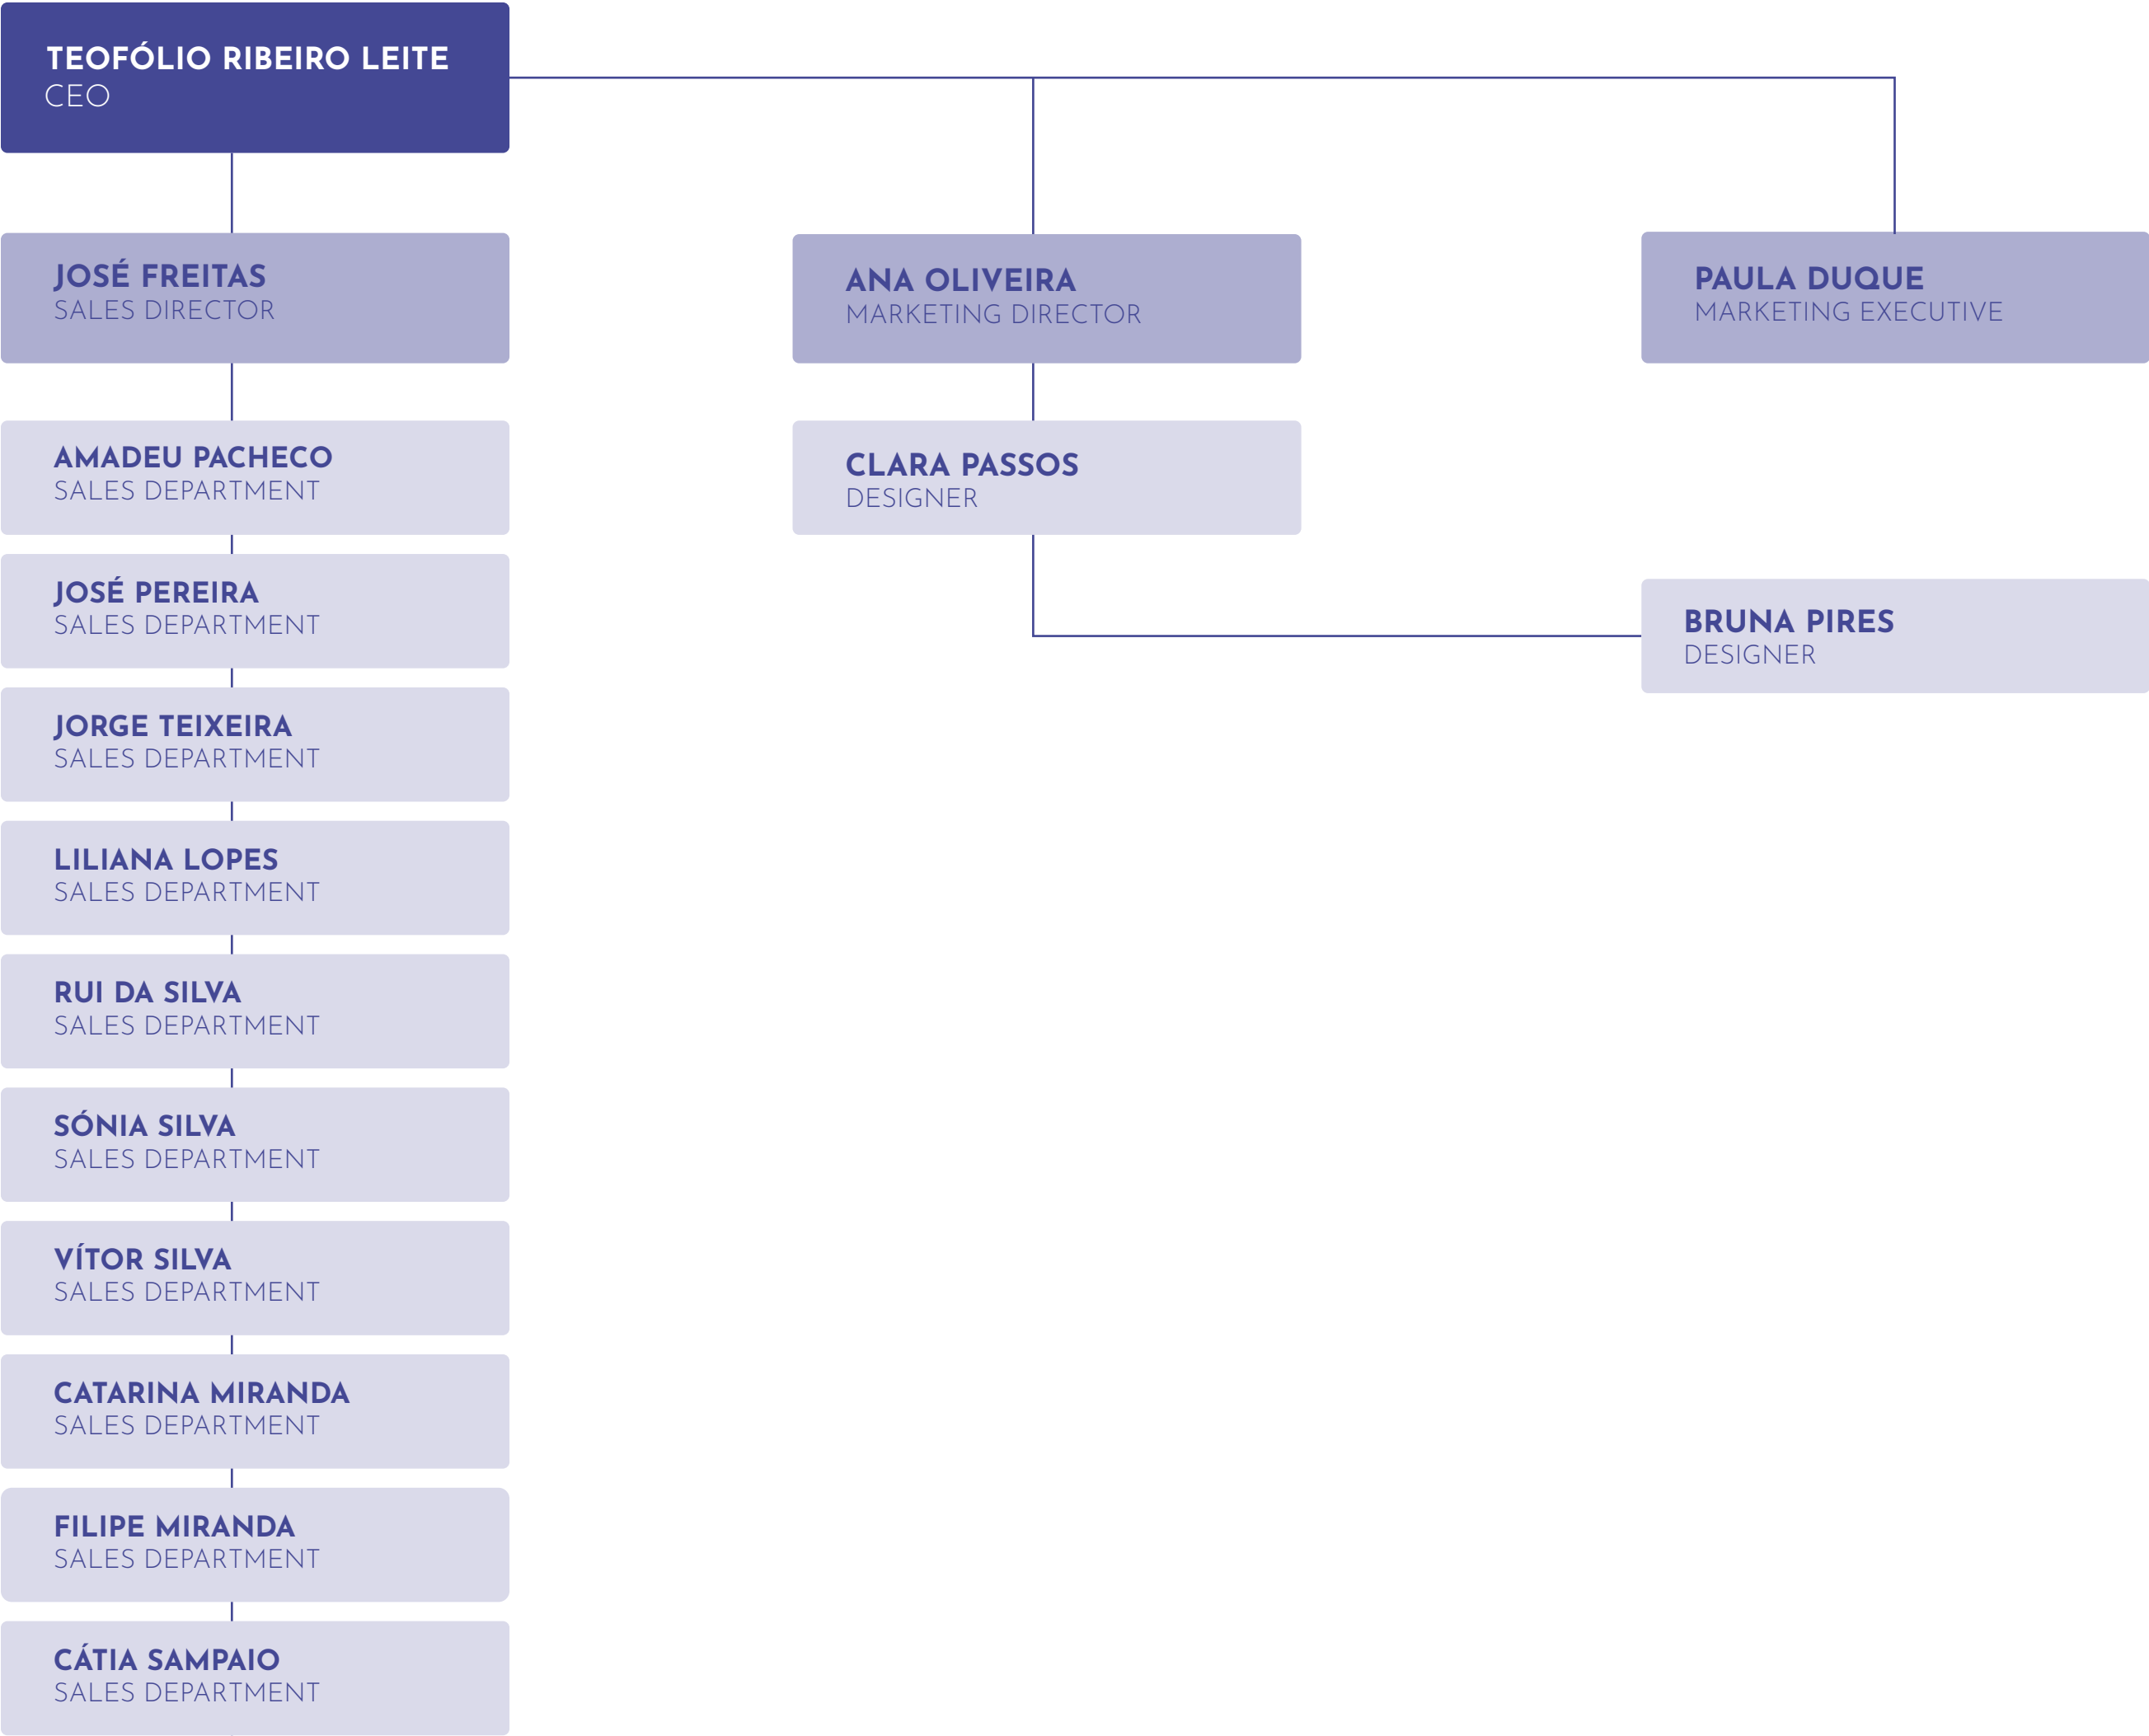 TEOFÓLIO RIBEIRO LEITE
CEO
JOSÉ FREITAS
SALES DIRECTOR
ANA OLIVEIRA
MARKETING DIRECTOR
PAULA DUQUE
MARKETING EXECUTIVE
AMADEU PACHECO
SALES DEPARTMENT
CLARA PASSOS
DESIGNER
JOSÉ PEREIRA
SALES DEPARTMENT
BRUNA PIRES
DESIGNER
JORGE TEIXEIRA
SALES DEPARTMENT
LILIANA LOPES
SALES DEPARTMENT
RUI DA SILVA
SALES DEPARTMENT
SÓNIA SILVA
SALES DEPARTMENT
VÍTOR SILVA
SALES DEPARTMENT
CATARINA MIRANDA
SALES DEPARTMENT
FILIPE MIRANDA
SALES DEPARTMENT
CÁTIA SAMPAIO
SALES DEPARTMENT